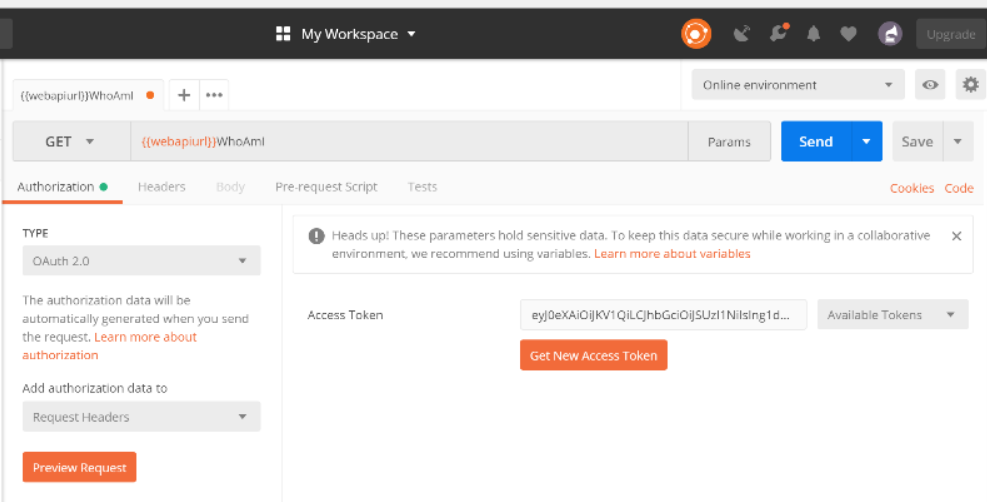 My Workspace
Upgrade
{{webapiurl}}WhoAmI
Online environment
GET
{{webapiurl}}WhoAmI
Params
Send
Save
Authorization
Headers
Body
Pre-request Script
Tests
Cookies
Code
TYPE
OAuth 2.0
The authorization data will be
automatically generated when you send
the request. Learn more about
authorization
Add authorization data to
Request Headers
Preview Request
Heads up! These parameters hold sensitive data. To keep this data secure while working in a collaborative
environment, we recommend using variables. Learn more about variables
Access Token
eyJ0eXAiOiJKV1QiLCJhbGciOiJSUzI1NiIsIng1d...
Available Tokens
Get New Access Token